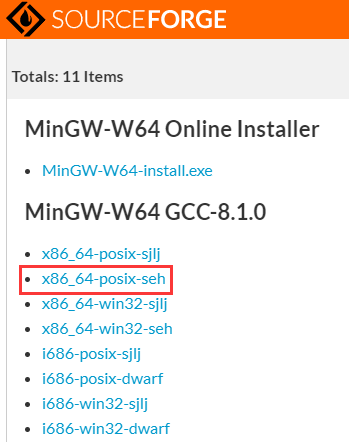 SOURCEFORGE
Totals: 11 Items
MinGW-W64 Online Installer
MinGW-W64-install.exe
MinGW-W64 GCC-8.1.0
x86_64-posix-sjlj
x86_64-posix-seh
x86_64-win32-sjlj
x86_64-win32-seh
i686-posix-sjlj
i686-posix-dwarf
i686-win32-sjlj
i686-win32-dwarf